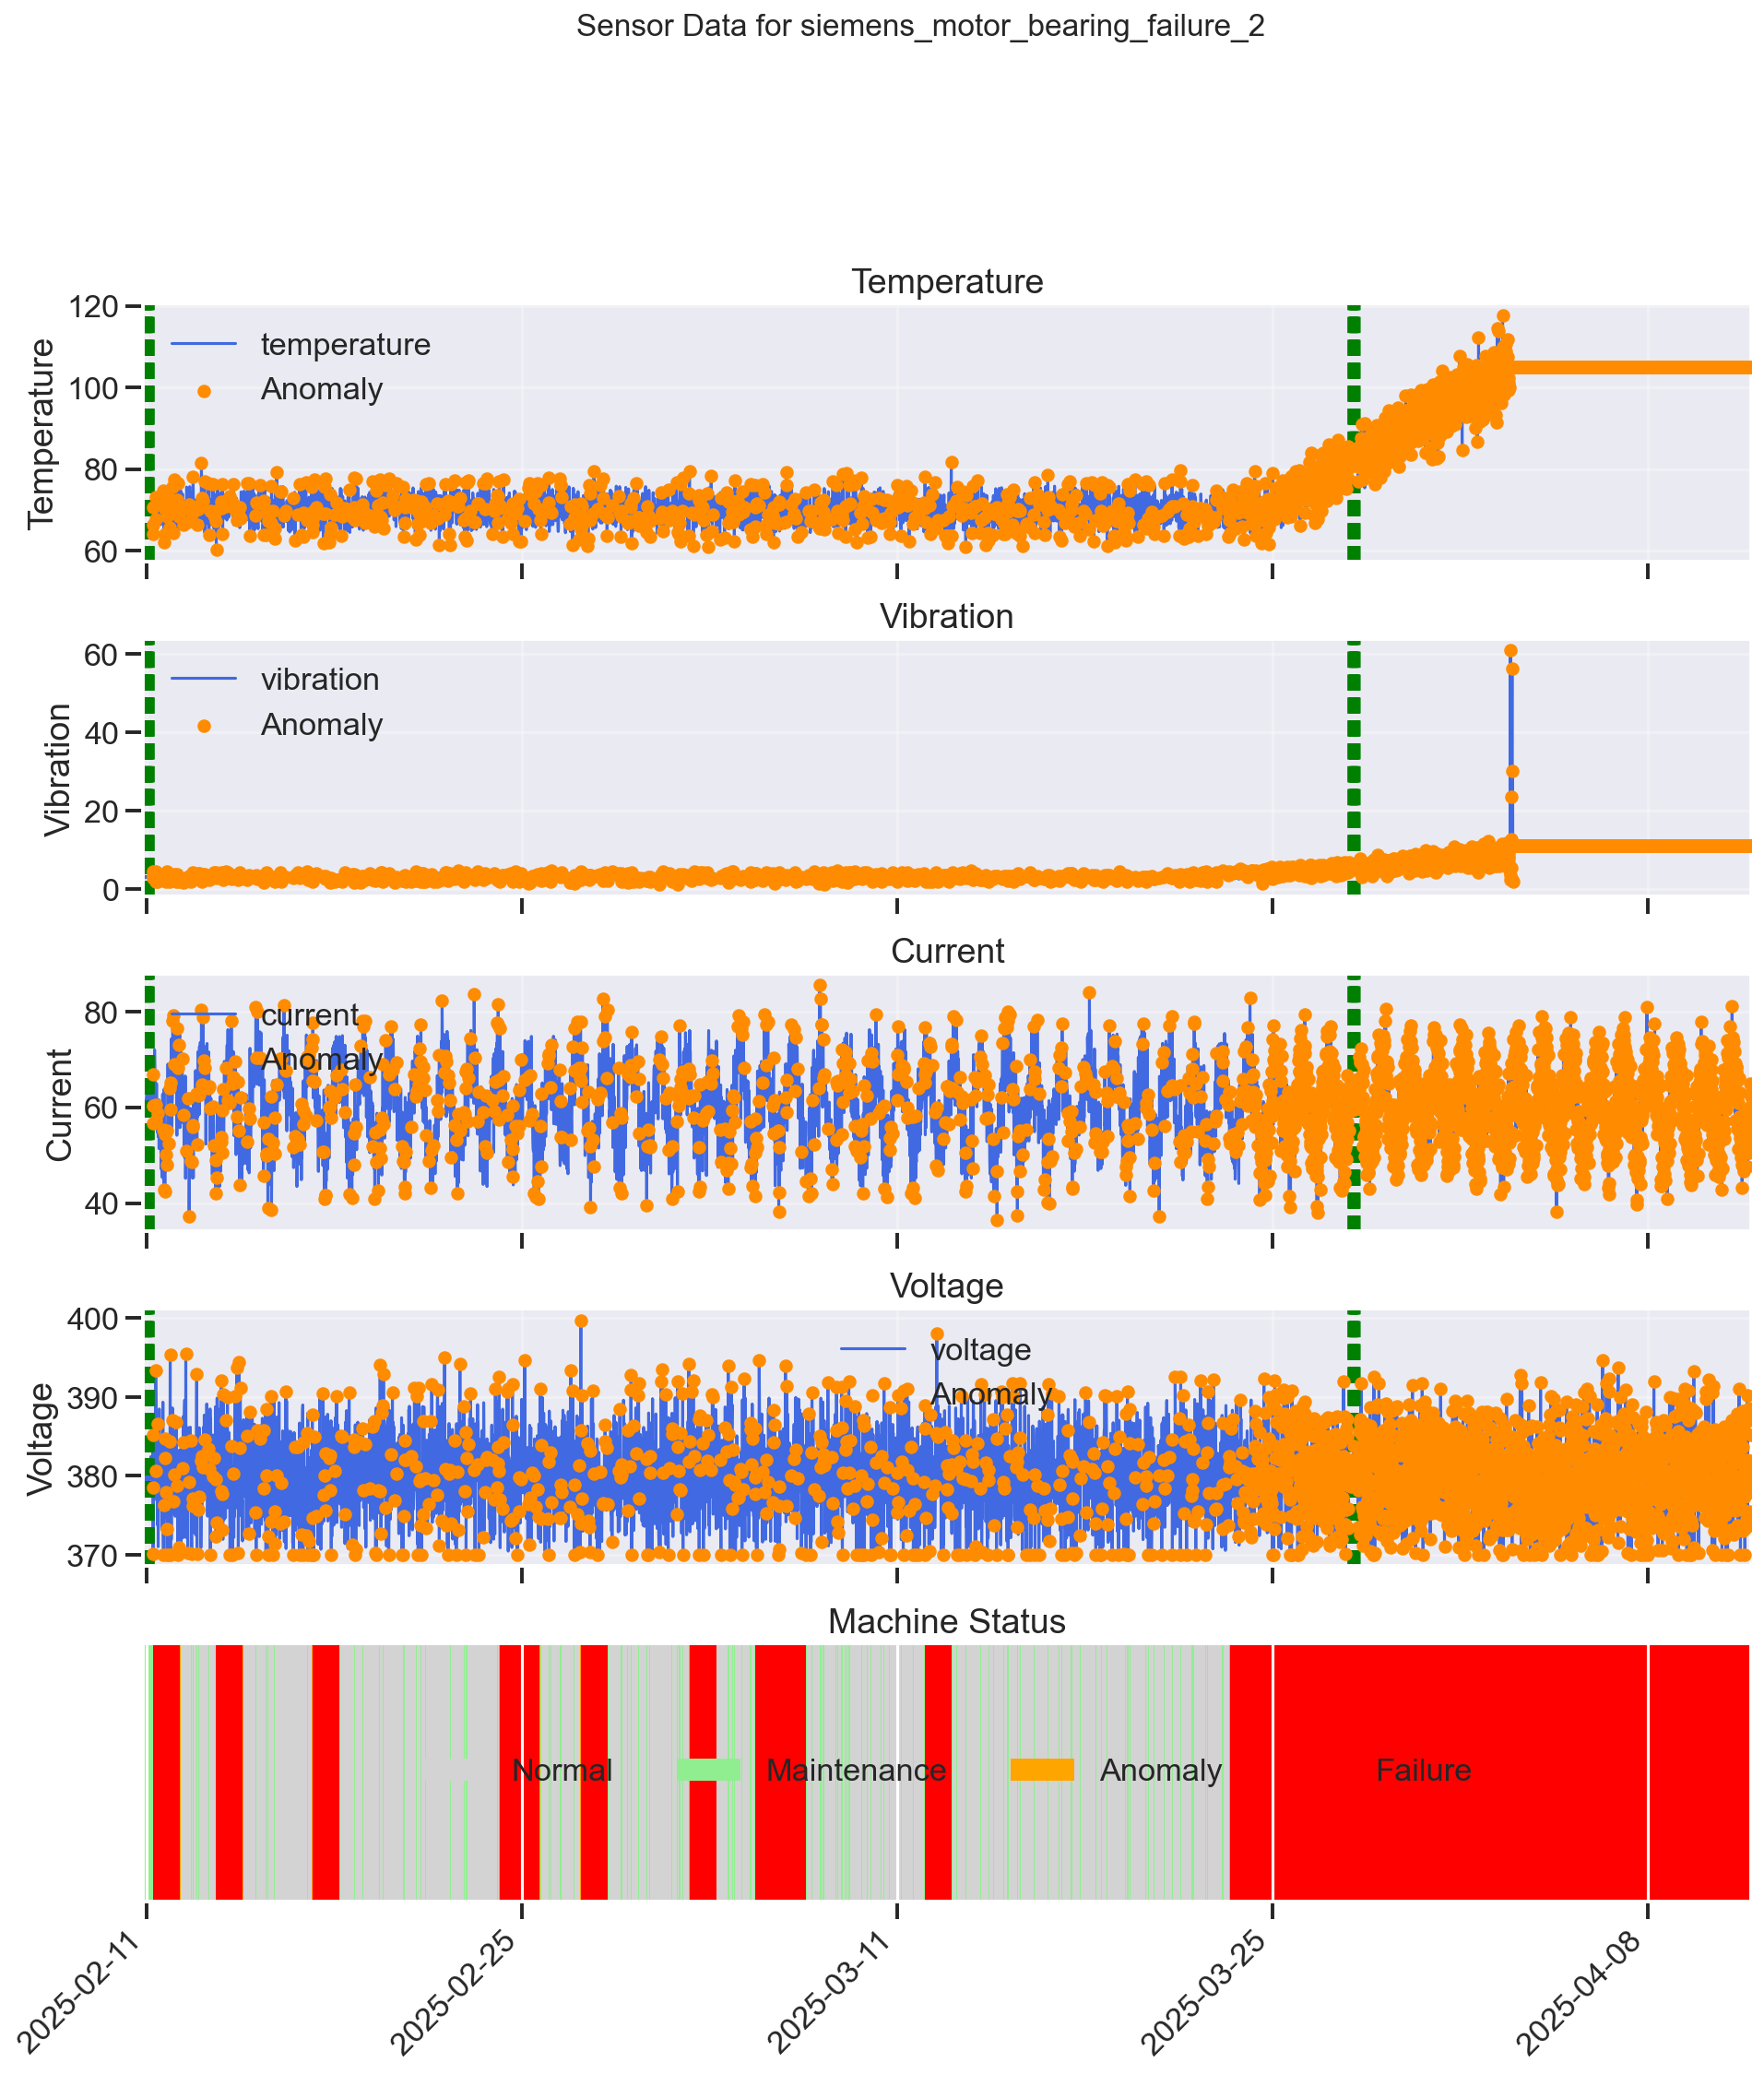 Sensor Data for siemens_motor_bearing_failure_2
Temperature
Temperature
120
100
80
60
temperature
Anomaly
Vibration
Vibration
60
40
20
0
vibration
Anomaly
Current
Current
80
60
40
current
Anomaly
Voltage
Voltage
400
390
380
370
voltage
Anomaly
Machine Status
Normal
Maintenance
Anomaly
Failure
2025-02-11
2025-02-25
2025-03-11
2025-03-25
2025-04-08